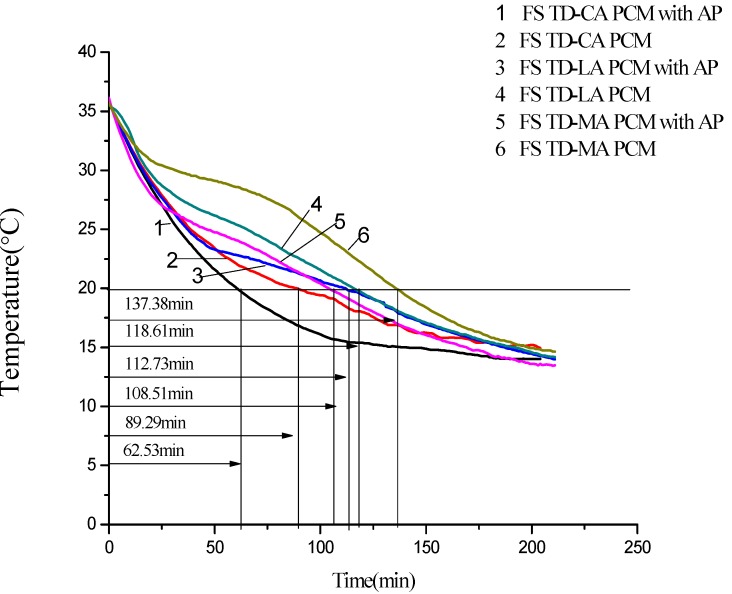 1 FS TD-CA PCM with AP
2 FS TD-CA PCM
3 FS TD-LA PCM with AP
4 FS TD-LA PCM
5 FS TD-MA PCM with AP
6 FS TD-MA PCM
40
35
30
25
20
15
10
5
0
Temperature(°C)
1
2
3
4
5
6
137.38min
118.61min
112.73min
108.51min
89.29min
62.53min
0 50 100 150 200 250
Time(min)